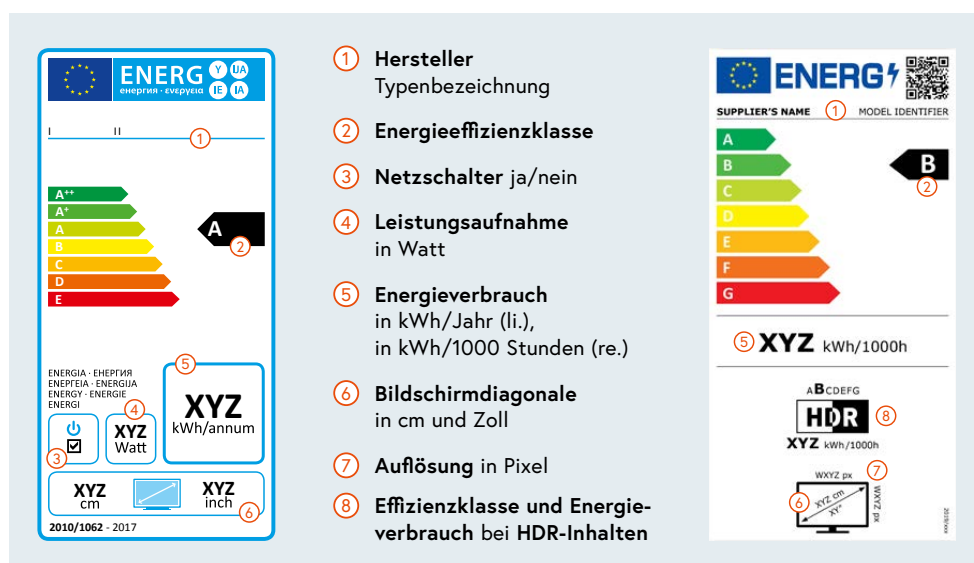 ENERG Y UA
енергия · ενεργεια IE IA
I II
1
A++
A+
A
B
C
D
E
A
2
ENERGIA · ЕНЕРГИЯ
ΕΝΕΡΓΕΙΑ · ENERGIJA
ENERGY · ENERGIE
ENERGI
5
XYZ
kWh/annum
4
XYZ
Watt
3
XYZ
cm
XYZ
inch
6
2010/1062 - 2017
1 Hersteller
Typenbezeichnung
2 Energieeffizienzklasse
3 Netzschalter ja/nein
4 Leistungsaufnahme
in Watt
5 Energieverbrauch
in kWh/Jahr (li.),
in kWh/1000 Stunden (re.)
6 Bildschirmdiagonale
in cm und Zoll
7 Auflösung in Pixel
8 Effizienzklasse und Energie-
verbrauch bei HDR-Inhalten
ENERG
SUPPLIER'S NAME 1 MODEL IDENTIFIER
A
B
C
D
E
F
G
B
2
5 XYZ kWh/1000h
ABCDEFG
HDR 8
XYZ kWh/1000h
WXYZ px 7
6 XYZ cm
XY"
WXYZ px